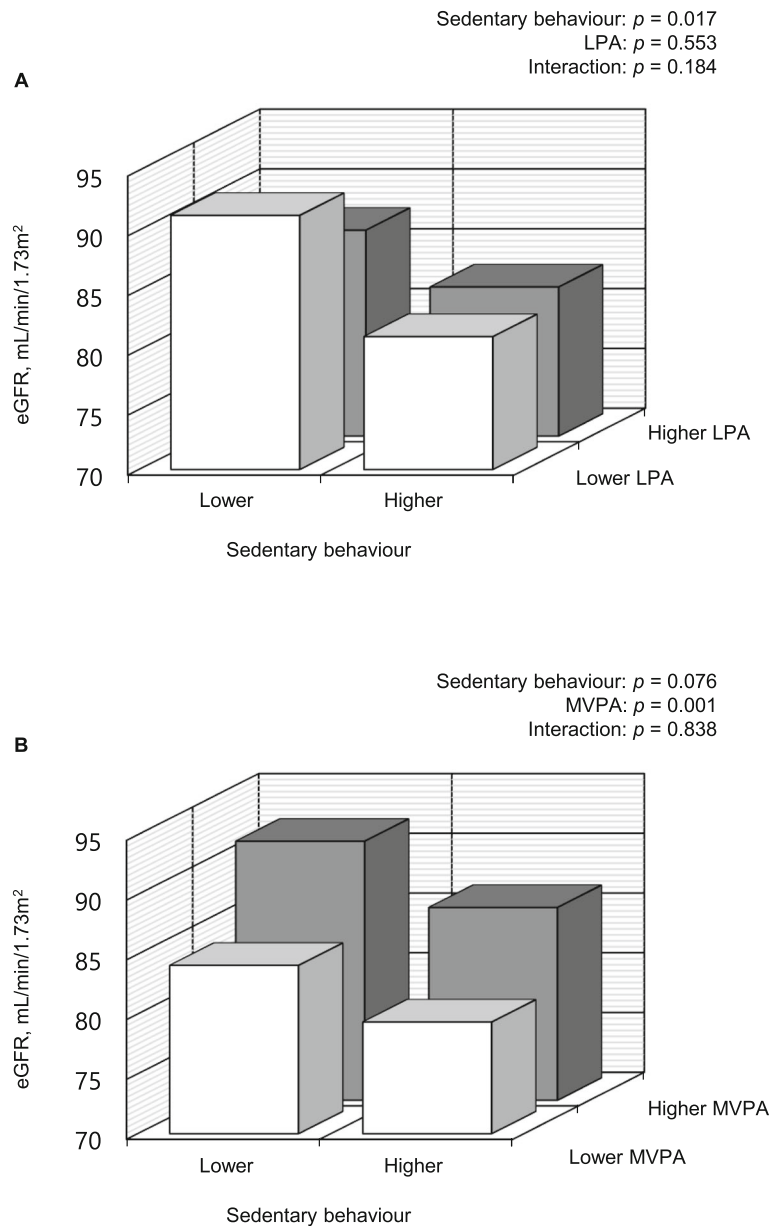 Sedentary behaviour: p = 0.017
LPA: p = 0.553
Interaction: p = 0.184
A
95
90
85
80
75
70
eGFR, mL/min/1.73m²
Higher LPA
Lower LPA
Lower Higher
Sedentary behaviour
Sedentary behaviour: p = 0.076
MVPA: p = 0.001
Interaction: p = 0.838
B
95
90
85
80
75
70
eGFR, mL/min/1.73m²
Higher MVPA
Lower MVPA
Lower Higher
Sedentary behaviour